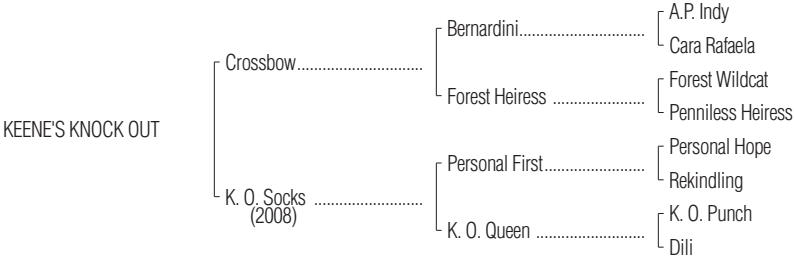 A.P. Indy
Bernardini
Cara Rafaela
Crossbow
Forest Wildcat
Forest Heiress
Penniless Heiress
KEENE'S KNOCK OUT
Personal Hope
Personal First
Rekindling
K. O. Socks
(2008)
K. O. Punch
K. O. Queen
Dili